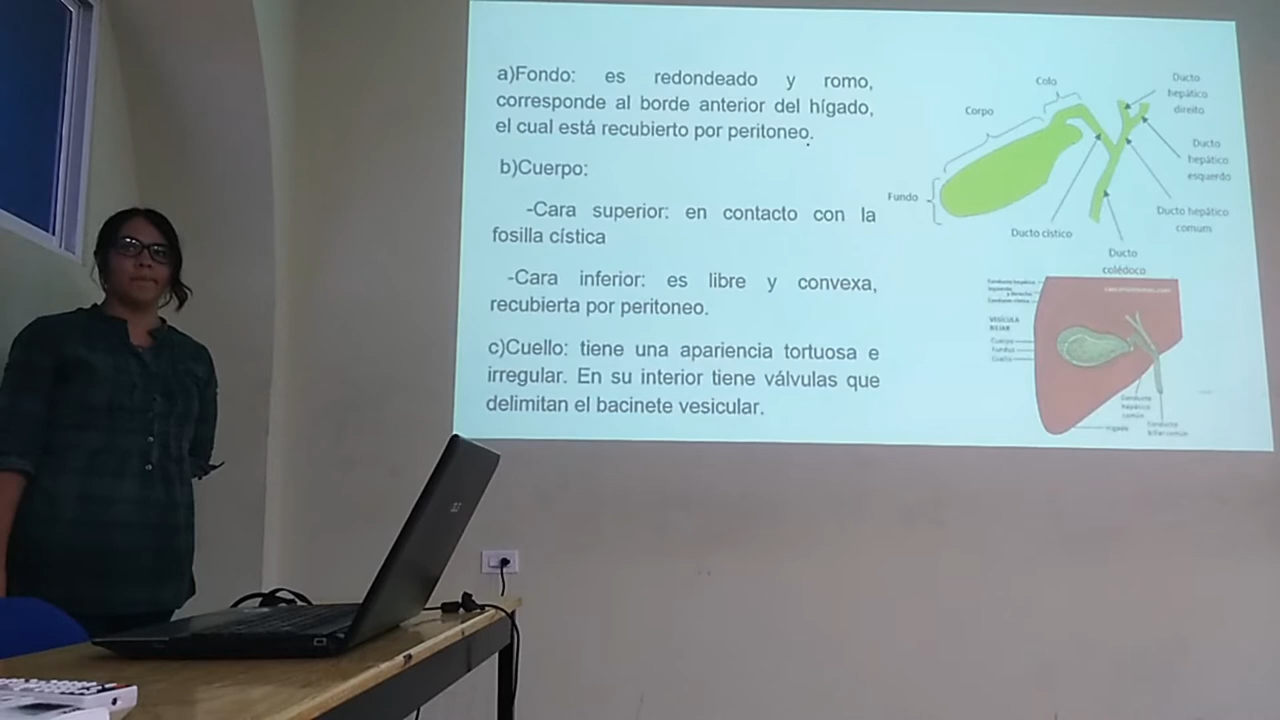 a)Fondo: es redondeado y romo,
corresponde al borde anterior del hígado,
el cual está recubierto por peritoneo.
b)Cuerpo:
-Cara superior: en contacto con la
fosilla cística
-Cara inferior: es libre y convexa,
recubierta por peritoneo.
c)Cuello: tiene una apariencia tortuosa e
irregular. En su interior tiene válvulas que
delimitan el bacinete vesicular.
Colo
Corpo
Fundo
Ducto
hepático
direito
Ducto
hepático
esquerdo
Ducto hepático
comum
Ducto cístico
Ducto
colédoco
VESÍCULA
BILIAR
Cuerpo
Fundus
Cuello
Conducto
hepático
común
Conducto
biliar común
Hígado